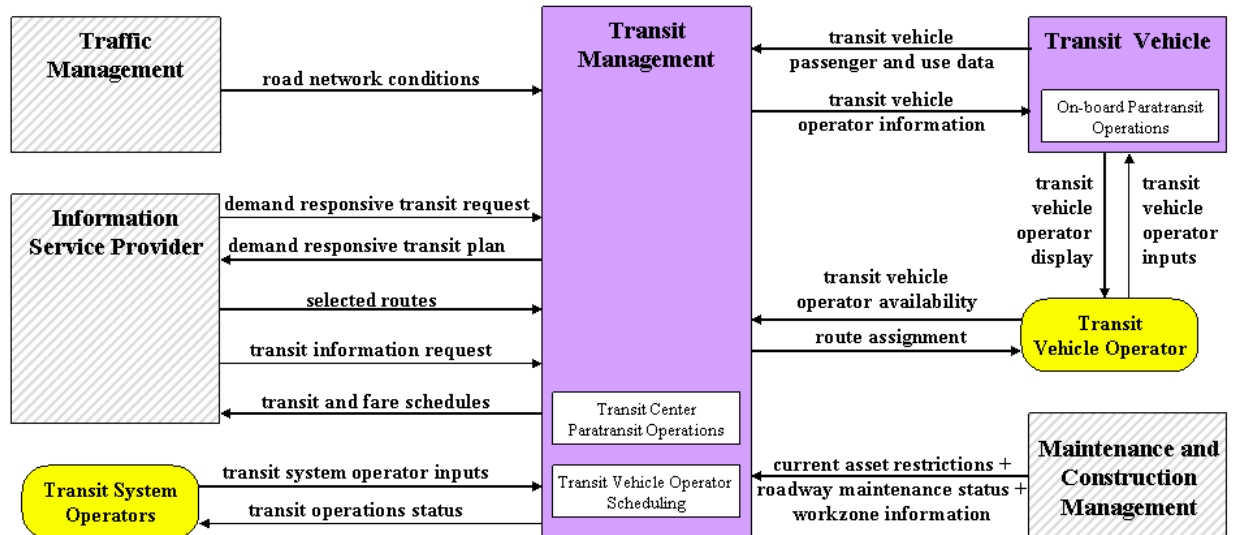 Traffic
Management
road network conditions
Transit
Management
transit vehicle
passenger and use data
transit vehicle
operator information
Transit Vehicle
On-board Paratransit
Operations
transit
vehicle
operator
display
transit
vehicle
operator
inputs
Information
Service Provider
demand responsive transit request
demand responsive transit plan
selected routes
transit information request
transit and fare schedules
transit vehicle
operator availability
route assignment
Transit
Vehicle Operator
Transit Center
Paratransit Operations
Transit Vehicle Operator
Scheduling
Transit System
Operators
transit system operator inputs
transit operations status
current asset restrictions +
roadway maintenance status +
workzone information
Maintenance and
Construction
Management